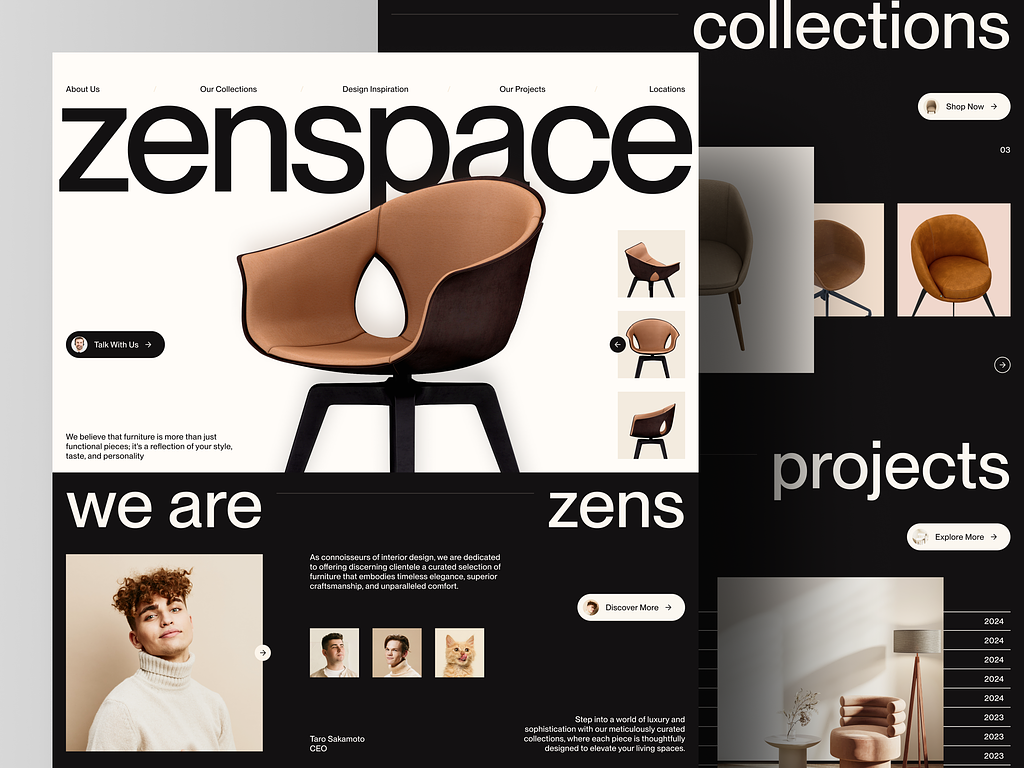 collections
Shop Now
03
About Us
Our Collections
Design Inspiration
Our Projects
Locations
zenspace
Talk With Us
We believe that furniture is more than just
functional pieces; it's a reflection of your style,
taste, and personality
we are
zens
As connoisseurs of interior design, we are dedicated
to offering discerning clientele a curated selection of
furniture that embodies timeless elegance, superior
craftsmanship, and unparalleled comfort.
Discover More
Taro Sakamoto
CEO
Step into a world of luxury and
sophistication with our meticulously curated
collections, where each piece is thoughtfully
designed to elevate your living spaces.
projects
Explore More
2024
2024
2024
2024
2024
2023
2023
2023